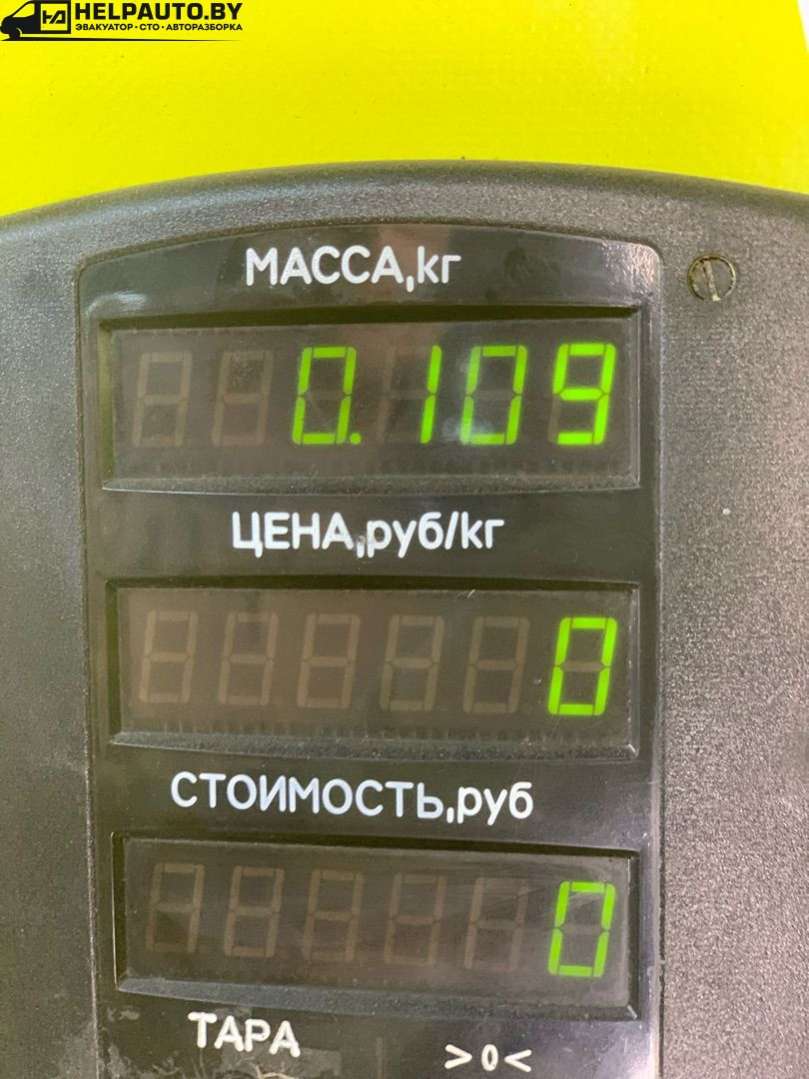 HELPAUTO.BY
ЭВАКУАТОР • СТО • АВТОРАЗБОРКА
МАССА,кг
0.109
ЦЕНА,руб/кг
0
СТОИМОСТЬ,руб
0
ТАРА >0<